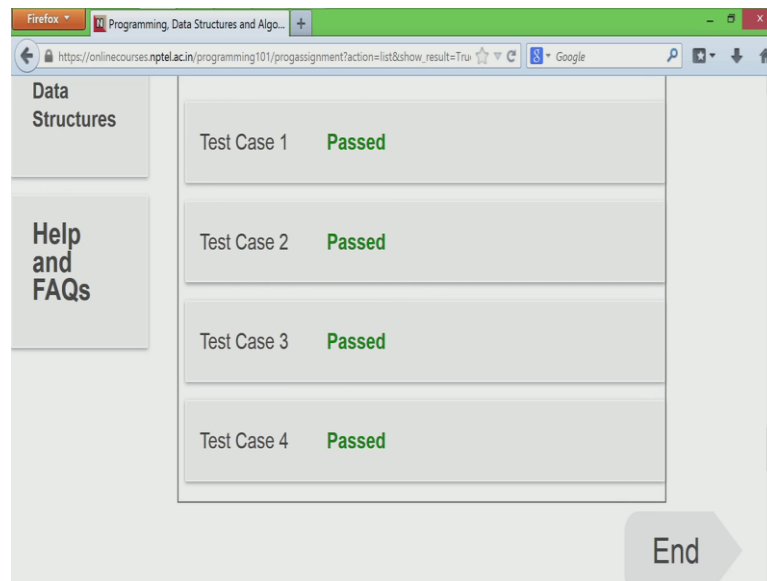 Firefox
Programming, Data Structures and Algo...
https://onlinecourses.nptel.ac.in/programming101/progassignment?action=list&show_result=Tru
Google
Data
Structures
Test Case 1 Passed
Test Case 2 Passed
Help
and
FAQs
Test Case 3 Passed
Test Case 4 Passed
End